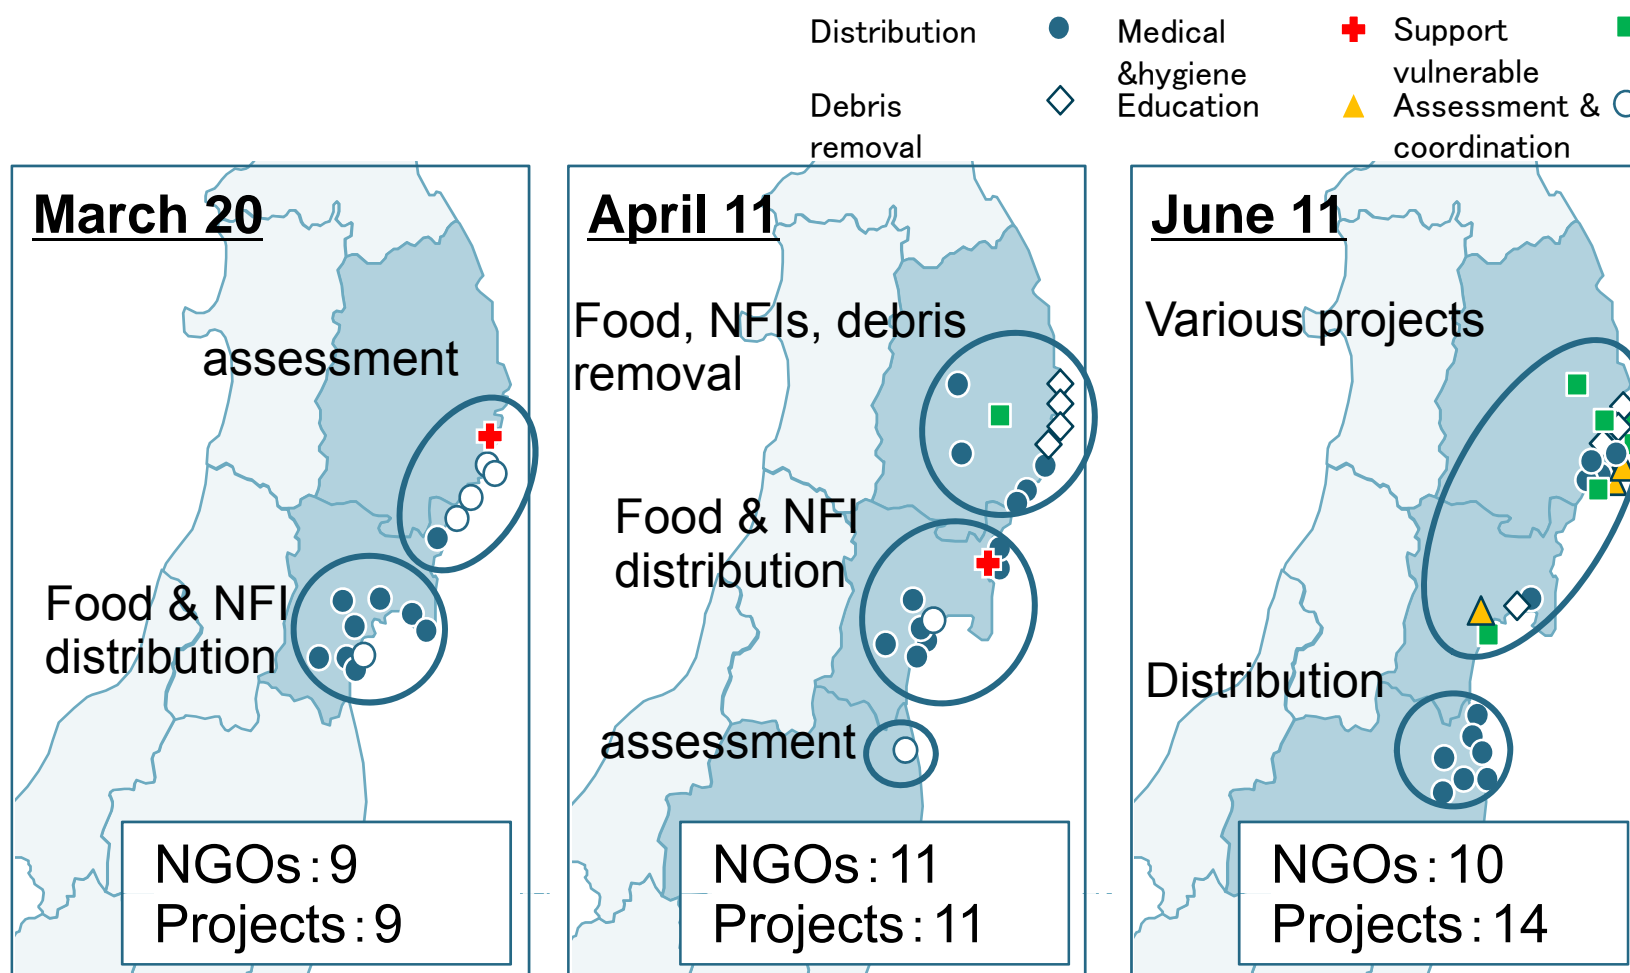 Distribution
Medical
&hygiene
Support
vulnerable
Debris
removal
Education
Assessment &
coordination
March 20
assessment
Food & NFI
distribution
NGOs:9
Projects:9
April 11
Food, NFIs, debris
removal
Food & NFI
distribution
assessment
NGOs:11
Projects:11
June 11
Various projects
Distribution
NGOs:10
Projects:14